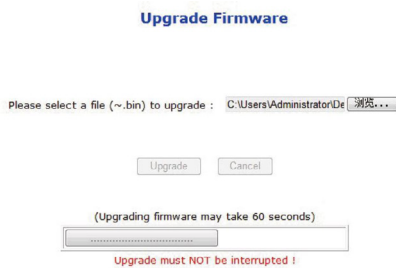 Upgrade Firmware
Please select a file (~.bin) to upgrade : C:\Users\Administrator\De 浏览...
Upgrade Cancel
(Upgrading firmware may take 60 seconds)
..................................
Upgrade must NOT be interrupted !